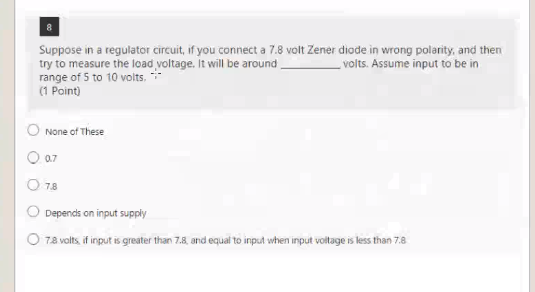 8
Suppose in a regulator circuit, if you connect a 7.8 volt Zener diode in wrong polarity, and then
try to measure the load voltage. It will be around __________ volts. Assume input to be in
range of 5 to 10 volts.
(1 Point)
None of These
0.7
7.8
Depends on input supply
7.8 volts, if input is greater than 7.8, and equal to input when input voltage is less than 7.8